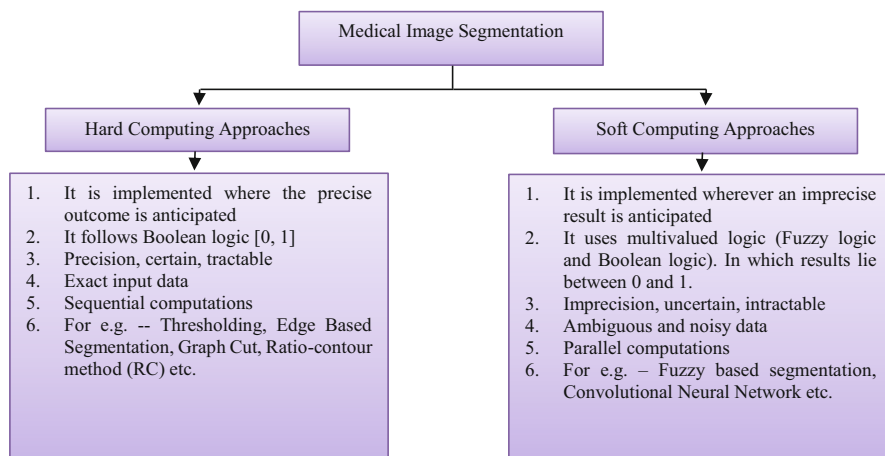 Medical Image Segmentation
Hard Computing Approaches
Soft Computing Approaches
1. It is implemented where the precise
outcome is anticipated
2. It follows Boolean logic [0, 1]
3. Precision, certain, tractable
4. Exact input data
5. Sequential computations
6. For e.g. -- Thresholding, Edge Based
Segmentation, Graph Cut, Ratio-contour
method (RC) etc.
1. It is implemented wherever an imprecise
result is anticipated
2. It uses multivalued logic (Fuzzy logic
and Boolean logic). In which results lie
between 0 and 1.
3. Imprecision, uncertain, intractable
4. Ambiguous and noisy data
5. Parallel computations
6. For e.g. – Fuzzy based segmentation,
Convolutional Neural Network etc.